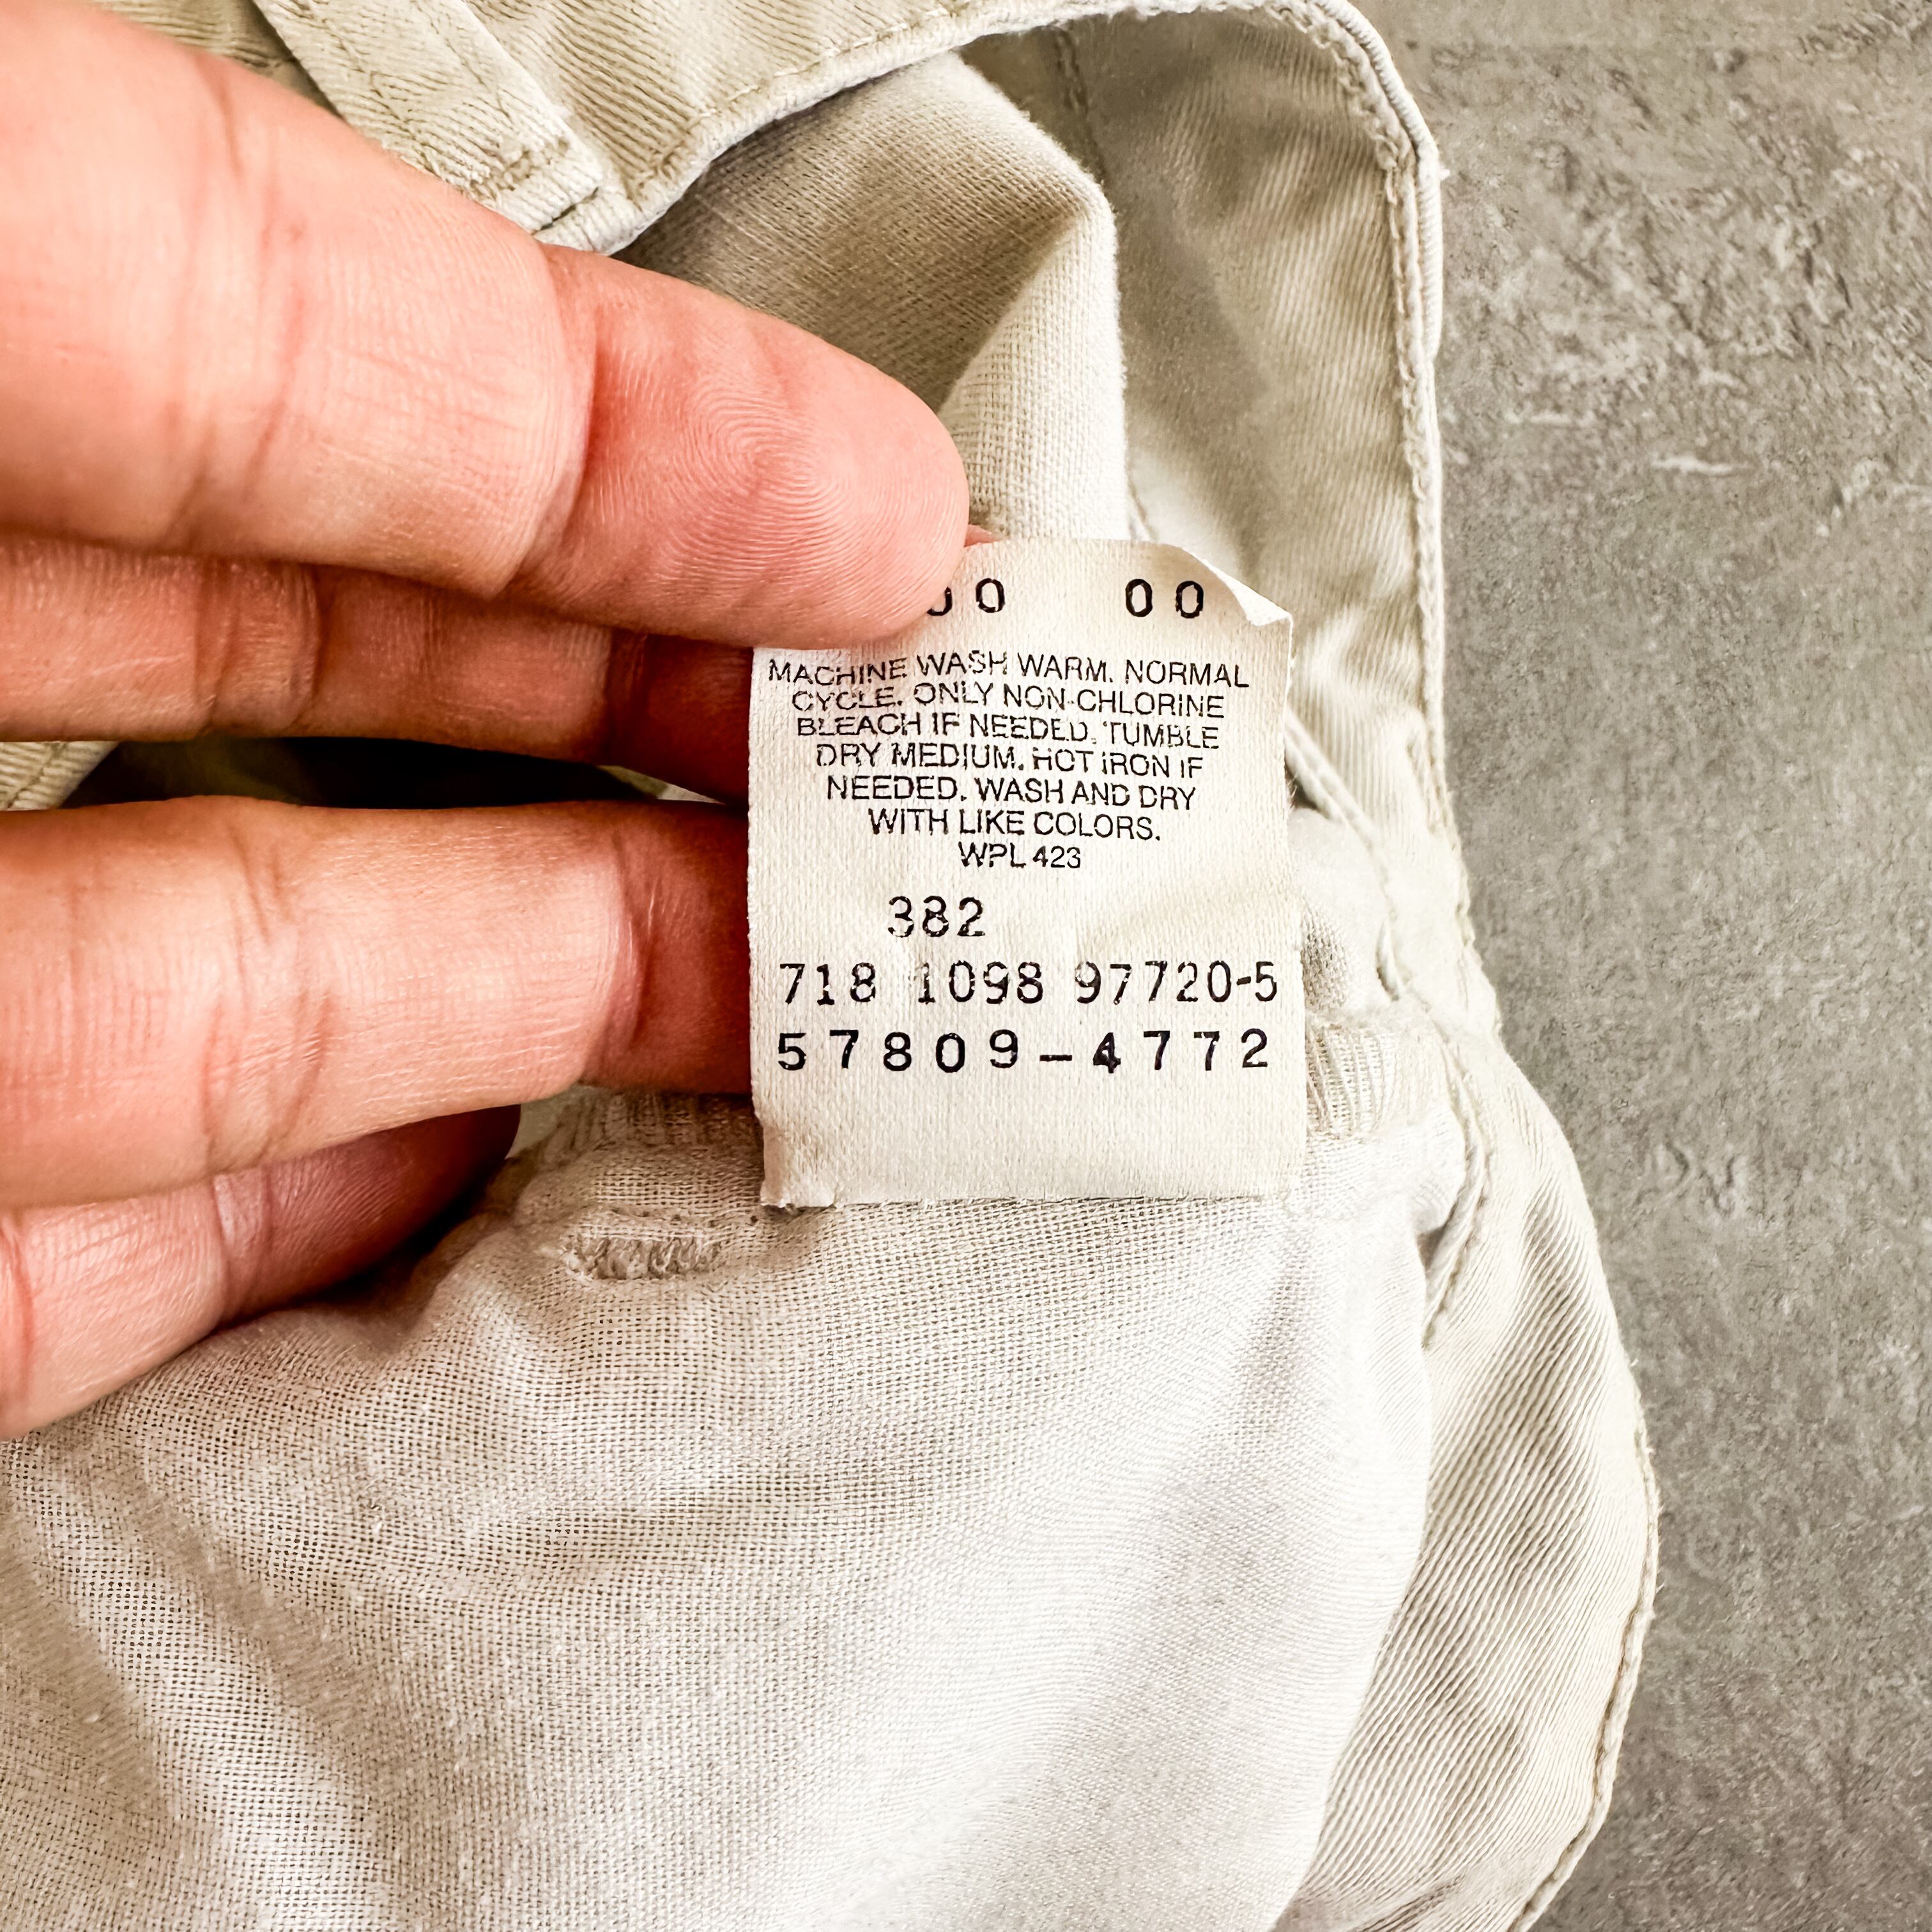 00 00
MACHINE WASH WARM. NORMAL
CYCLE. ONLY NON-CHLORINE
BLEACH IF NEEDED. TUMBLE
DRY MEDIUM. HOT IRON IF
NEEDED. WASH AND DRY
WITH LIKE COLORS.
WPL 423
382
718 1098 97720-5
57809-4772